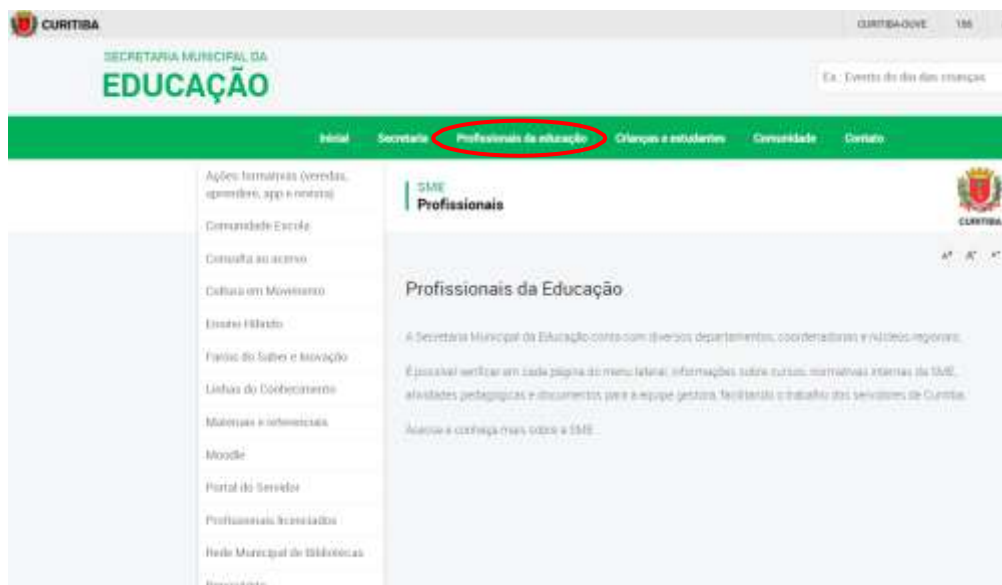 CURITIBA
CURITIBA-OUVE 156
SECRETARIA MUNICIPAL DA
EDUCAÇÃO
Ex.: Evento do dia das crianças
Inicial Secretaria Profissionais da educação Crianças e estudantes Comunidade Contato
Ações formativas (veredas,
aprendere, app e revista)
Comunidade Escola
Consulta ao acervo
Cultura em Movimento
Ensino Híbrido
Faróis do Saber e Inovação
Linhas do Conhecimento
Materiais e referenciais
Moodle
Portal do Servidor
Profissionais licenciados
Rede Municipal de Bibliotecas
SME
Profissionais
CURITIBA
Profissionais da Educação
A Secretaria Municipal da Educação conta com diversos departamentos, coordenadorias e núcleos regionais.
É possível verificar em cada página do menu lateral, informações sobre cursos, normativas internas da SME,
atividades pedagógicas e documentos para a equipe gestora, facilitando o trabalho dos servidores de Curitiba.
Acesse e conheça mais sobre a SME.